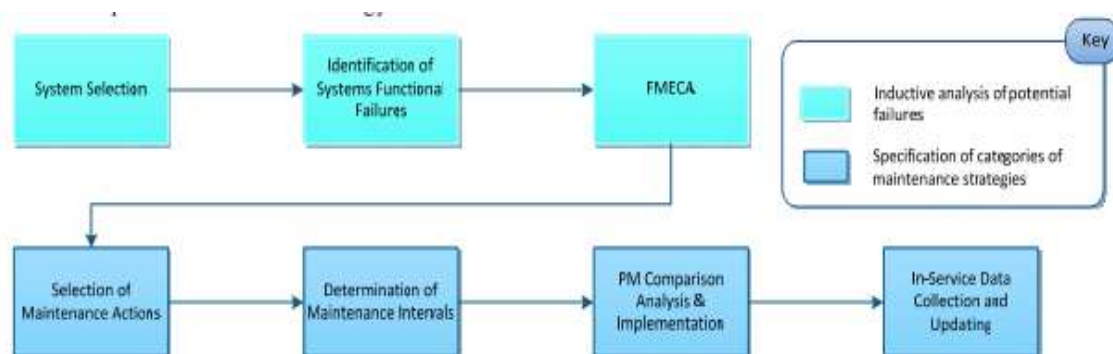 System Selection
Identification of
Systems Functional
Failures
FMECA
Key
Inductive analysis of potential
failures
Specification of categories of
maintenance strategies
Selection of
Maintenance Actions
Determination of
Maintenance Intervals
PM Comparison
Analysis &
Implementation
In-Service Data
Collection and
Updating